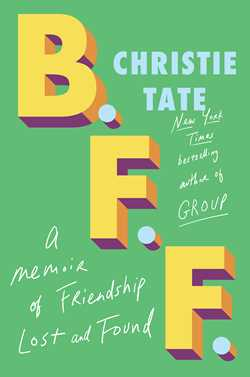 B.
CHRISTIE
TATE
New York
Times
bestselling
author of
GROUP
F.
A
memoir
of Friendship
Lost and Found
F.